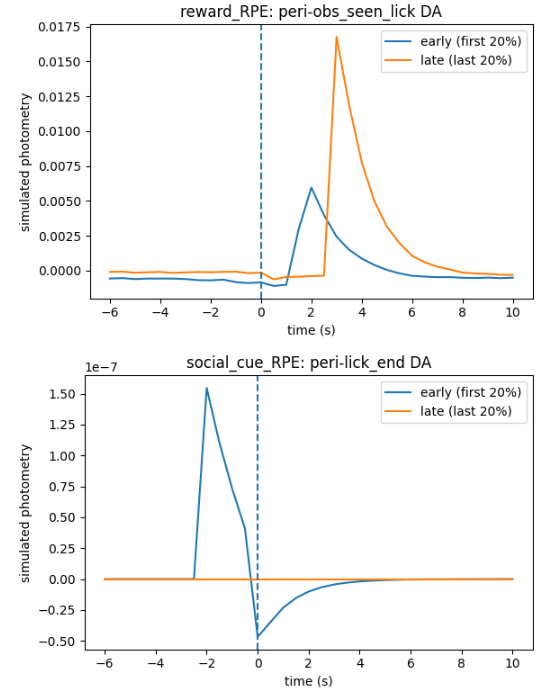 reward_RPE: peri-obs_seen_lick DA
0.0175
0.0150
0.0125
0.0100
0.0075
0.0050
0.0025
0.0000
simulated photometry
early (first 20%)
late (last 20%)
−6 −4 −2 0 2 4 6 8 10
time (s)
social_cue_RPE: peri-lick_end DA
1e−7
1.50
1.25
1.00
0.75
0.50
0.25
0.00
−0.25
−0.50
simulated photometry
early (first 20%)
late (last 20%)
−6 −4 −2 0 2 4 6 8 10
time (s)